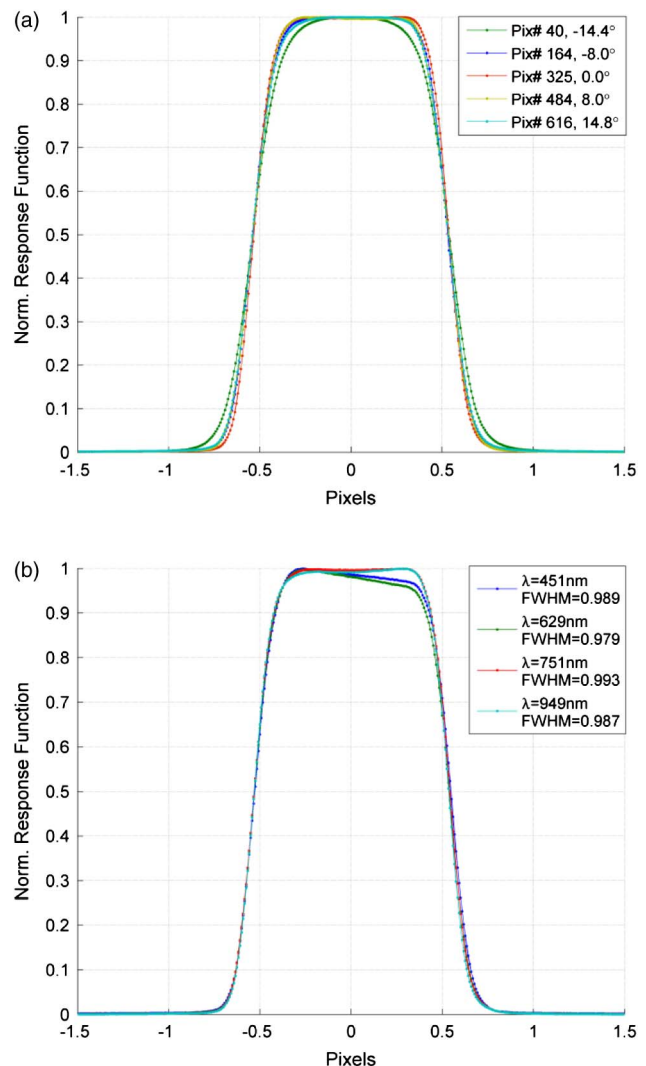 (a)
Norm. Response Function
1
0.9
0.8
0.7
0.6
0.5
0.4
0.3
0.2
0.1
0
-1.5 -1 -0.5 0 0.5 1 1.5
Pixels
Pix# 40, -14.4°
Pix# 164, -8.0°
Pix# 325, 0.0°
Pix# 484, 8.0°
Pix# 616, 14.8°
(b)
Norm. Response Function
1
0.9
0.8
0.7
0.6
0.5
0.4
0.3
0.2
0.1
0
-1.5 -1 -0.5 0 0.5 1 1.5
Pixels
λ=451nm
FWHM=0.989
λ=629nm
FWHM=0.979
λ=751nm
FWHM=0.993
λ=949nm
FWHM=0.987